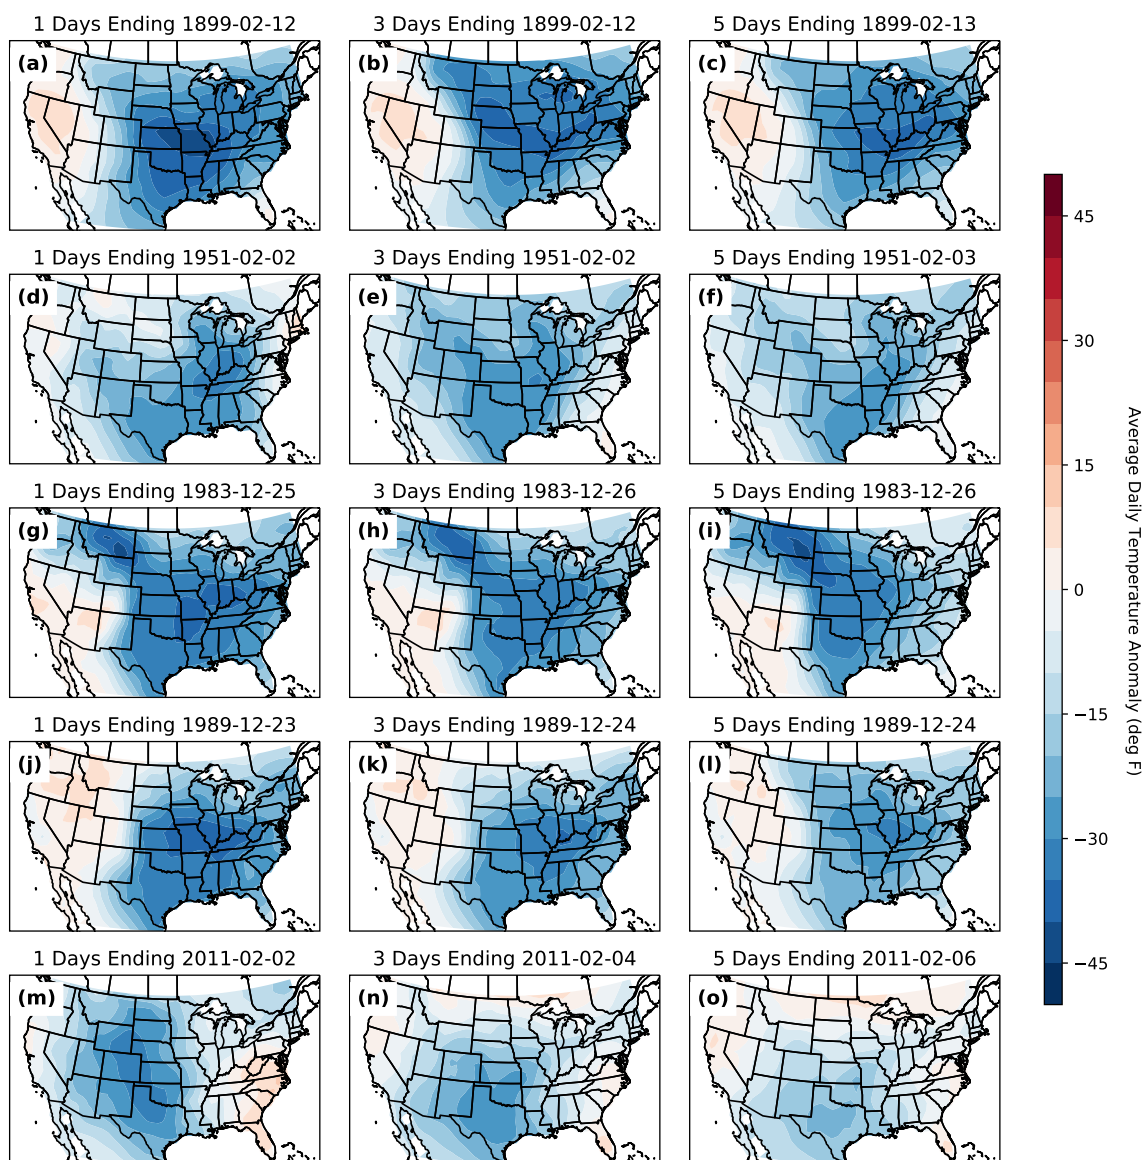 1 Days Ending 1899-02-12
3 Days Ending 1899-02-12
5 Days Ending 1899-02-13
(a)
(b)
(c)
1 Days Ending 1951-02-02
3 Days Ending 1951-02-02
5 Days Ending 1951-02-03
(d)
(e)
(f)
1 Days Ending 1983-12-25
3 Days Ending 1983-12-26
5 Days Ending 1983-12-26
(g)
(h)
(i)
1 Days Ending 1989-12-23
3 Days Ending 1989-12-24
5 Days Ending 1989-12-24
(j)
(k)
(l)
1 Days Ending 2011-02-02
3 Days Ending 2011-02-04
5 Days Ending 2011-02-06
(m)
(n)
(o)
45
30
15
0
−15
−30
−45
Average Daily Temperature Anomaly (deg F)